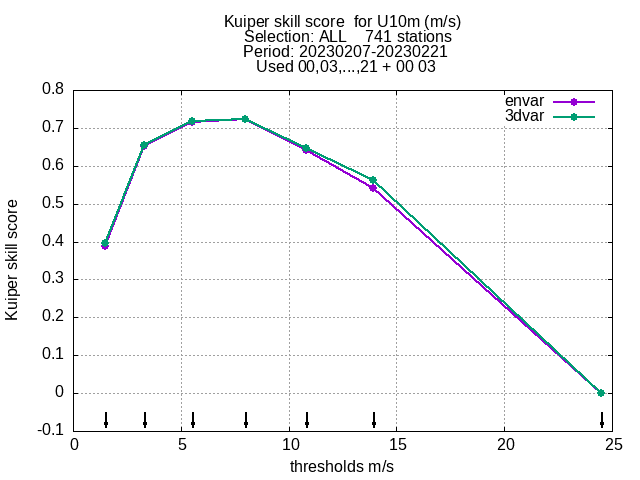 Kuiper skill score  for U10m (m/s)
Selection: ALL    741 stations
Period: 20230207-20230221
Used 00,03,...,21 + 00 03
envar
3dvar
0.8
0.7
0.6
0.5
0.4
0.3
0.2
0.1
0
-0.1
Kuiper skill score
0 5 10 15 20 25
thresholds m/s